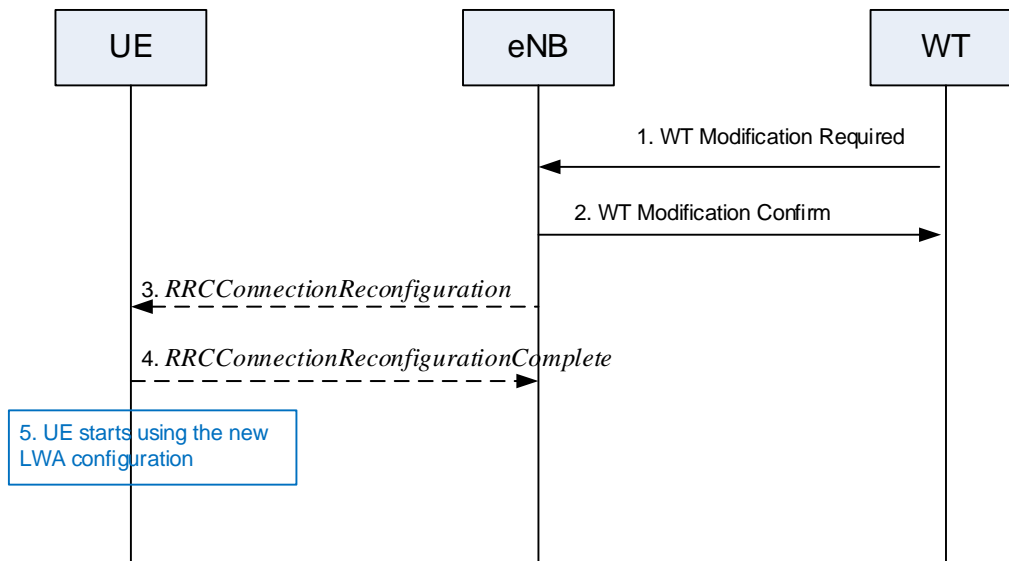 UE
eNB
WT
1. WT Modification Required
2. WT Modification Confirm
3. RRCConnectionReconfiguration
4. RRCConnectionReconfigurationComplete
5. UE starts using the new
LWA configuration